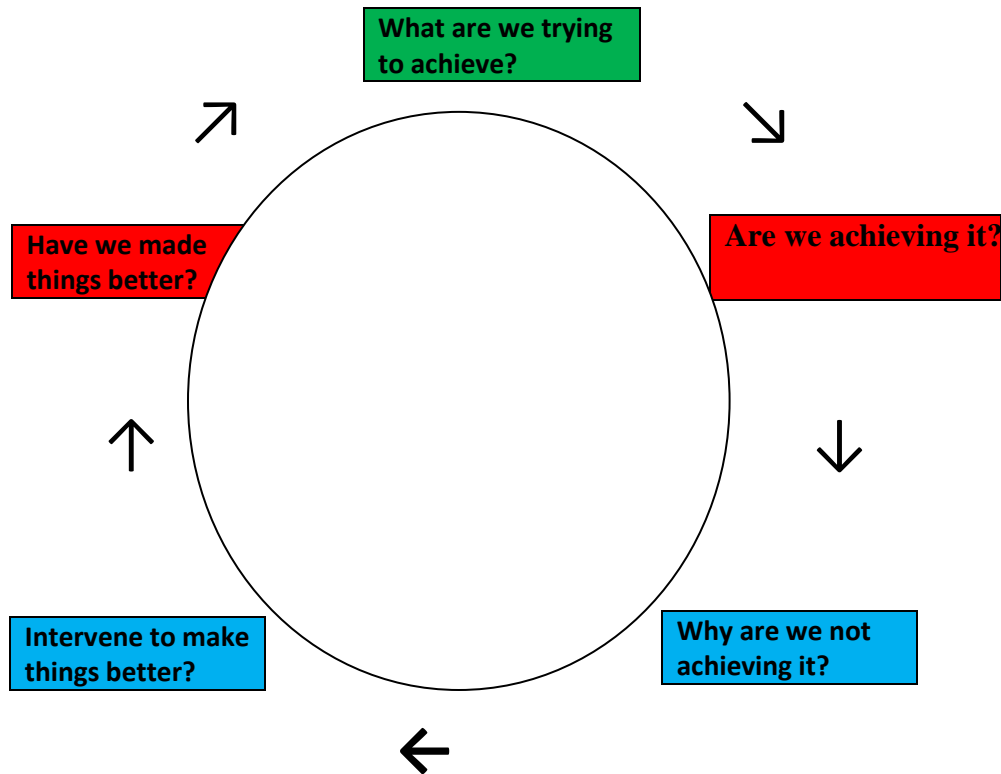 What are we trying
to achieve?
Have we made
things better?
Are we achieving it?
Intervene to make
things better?
Why are we not
achieving it?